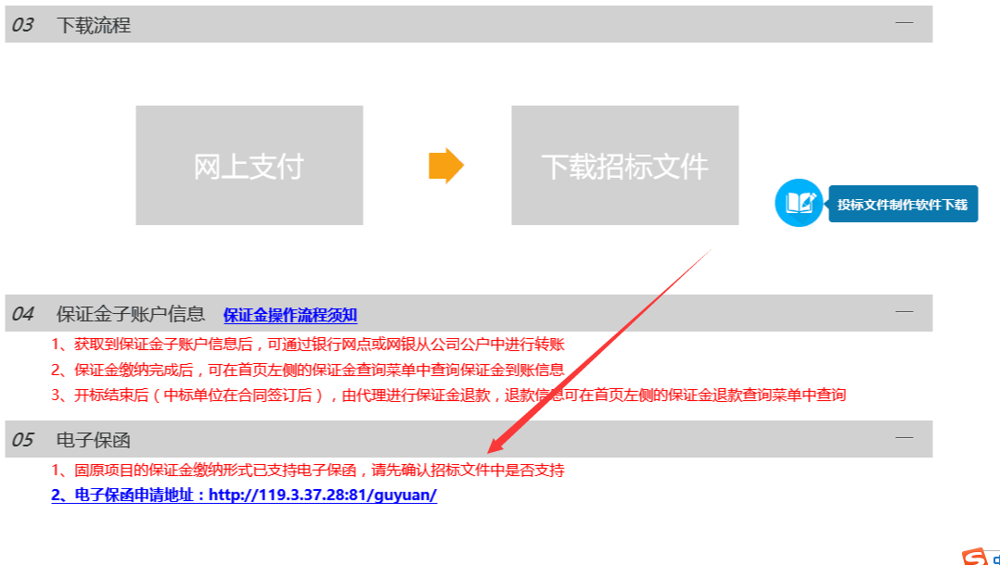 03 下载流程
网上支付
下载招标文件
投标文件制作软件下载
04 保证金子账户信息 保证金操作流程须知
1、获取到保证金子账户信息后，可通过银行网点或网银从公司公户中进行转账
2、保证金缴纳完成后，可在首页左侧的保证金查询菜单中查询保证金到账信息
3、开标结束后（中标单位在合同签订后），由代理进行保证金退款，退款信息可在首页左侧的保证金退款查询菜单中查询
05 电子保函
1、固原项目的保证金缴纳形式已支持电子保函，请先确认招标文件中是否支持
2、电子保函申请地址：http://119.3.37.28:81/guyuan/